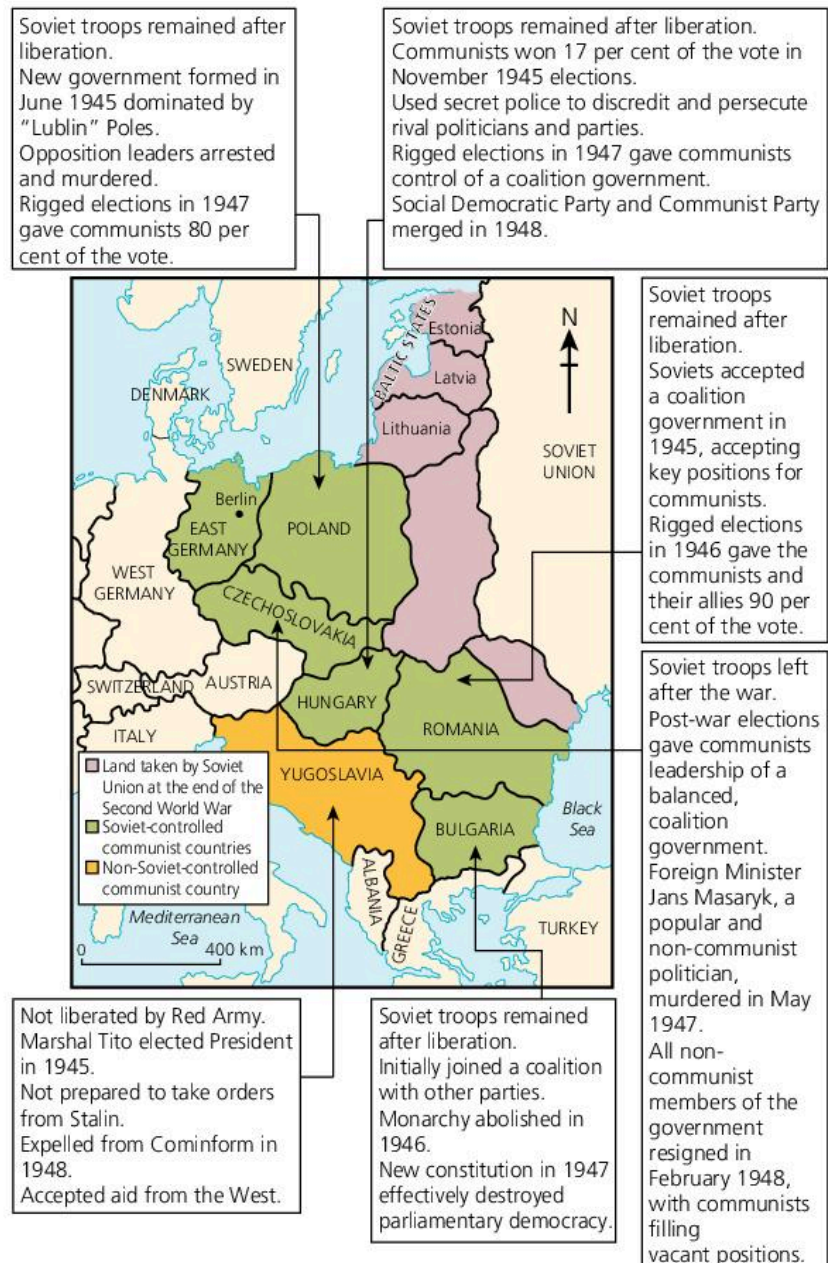 Soviet troops remained after
liberation.
New government formed in
June 1945 dominated by
“Lublin” Poles.
Opposition leaders arrested
and murdered.
Rigged elections in 1947
gave communists 80 per
cent of the vote.
Soviet troops remained after liberation.
Communists won 17 per cent of the vote in
November 1945 elections.
Used secret police to discredit and persecute
rival politicians and parties.
Rigged elections in 1947 gave communists
control of a coalition government.
Social Democratic Party and Communist Party
merged in 1948.
Soviet troops
remained after
liberation.
Soviets accepted
a coalition
government in
1945, accepting
key positions for
communists.
Rigged elections
in 1946 gave the
communists and
their allies 90 per
cent of the vote.
BALTIC STATES
Estonia
N
SWEDEN
Latvia
DENMARK
Lithuania
SOVIET
UNION
Berlin
EAST
GERMANY
POLAND
WEST
GERMANY
CZECHOSLOVAKIA
SWITZERLAND
AUSTRIA
HUNGARY
ITALY
ROMANIA
YUGOSLAVIA
Land taken by Soviet
Union at the end of the
Second World War
Soviet-controlled
communist countries
Non-Soviet-controlled
communist country
BULGARIA
Black
Sea
ALBANIA
GREECE
TURKEY
Mediterranean
Sea
0 400 km
Soviet troops left
after the war.
Post-war elections
gave communists
leadership of a
balanced,
coalition
government.
Foreign Minister
Jans Masaryk, a
popular and
non-communist
politician,
murdered in May
1947.
All non-
communist
members of the
government
resigned in
February 1948,
with communists
filling
vacant positions.
Not liberated by Red Army.
Marshal Tito elected President
in 1945.
Not prepared to take orders
from Stalin.
Expelled from Cominform in
1948.
Accepted aid from the West.
Soviet troops remained
after liberation.
Initially joined a coalition
with other parties.
Monarchy abolished in
1946.
New constitution in 1947
effectively destroyed
parliamentary democracy.